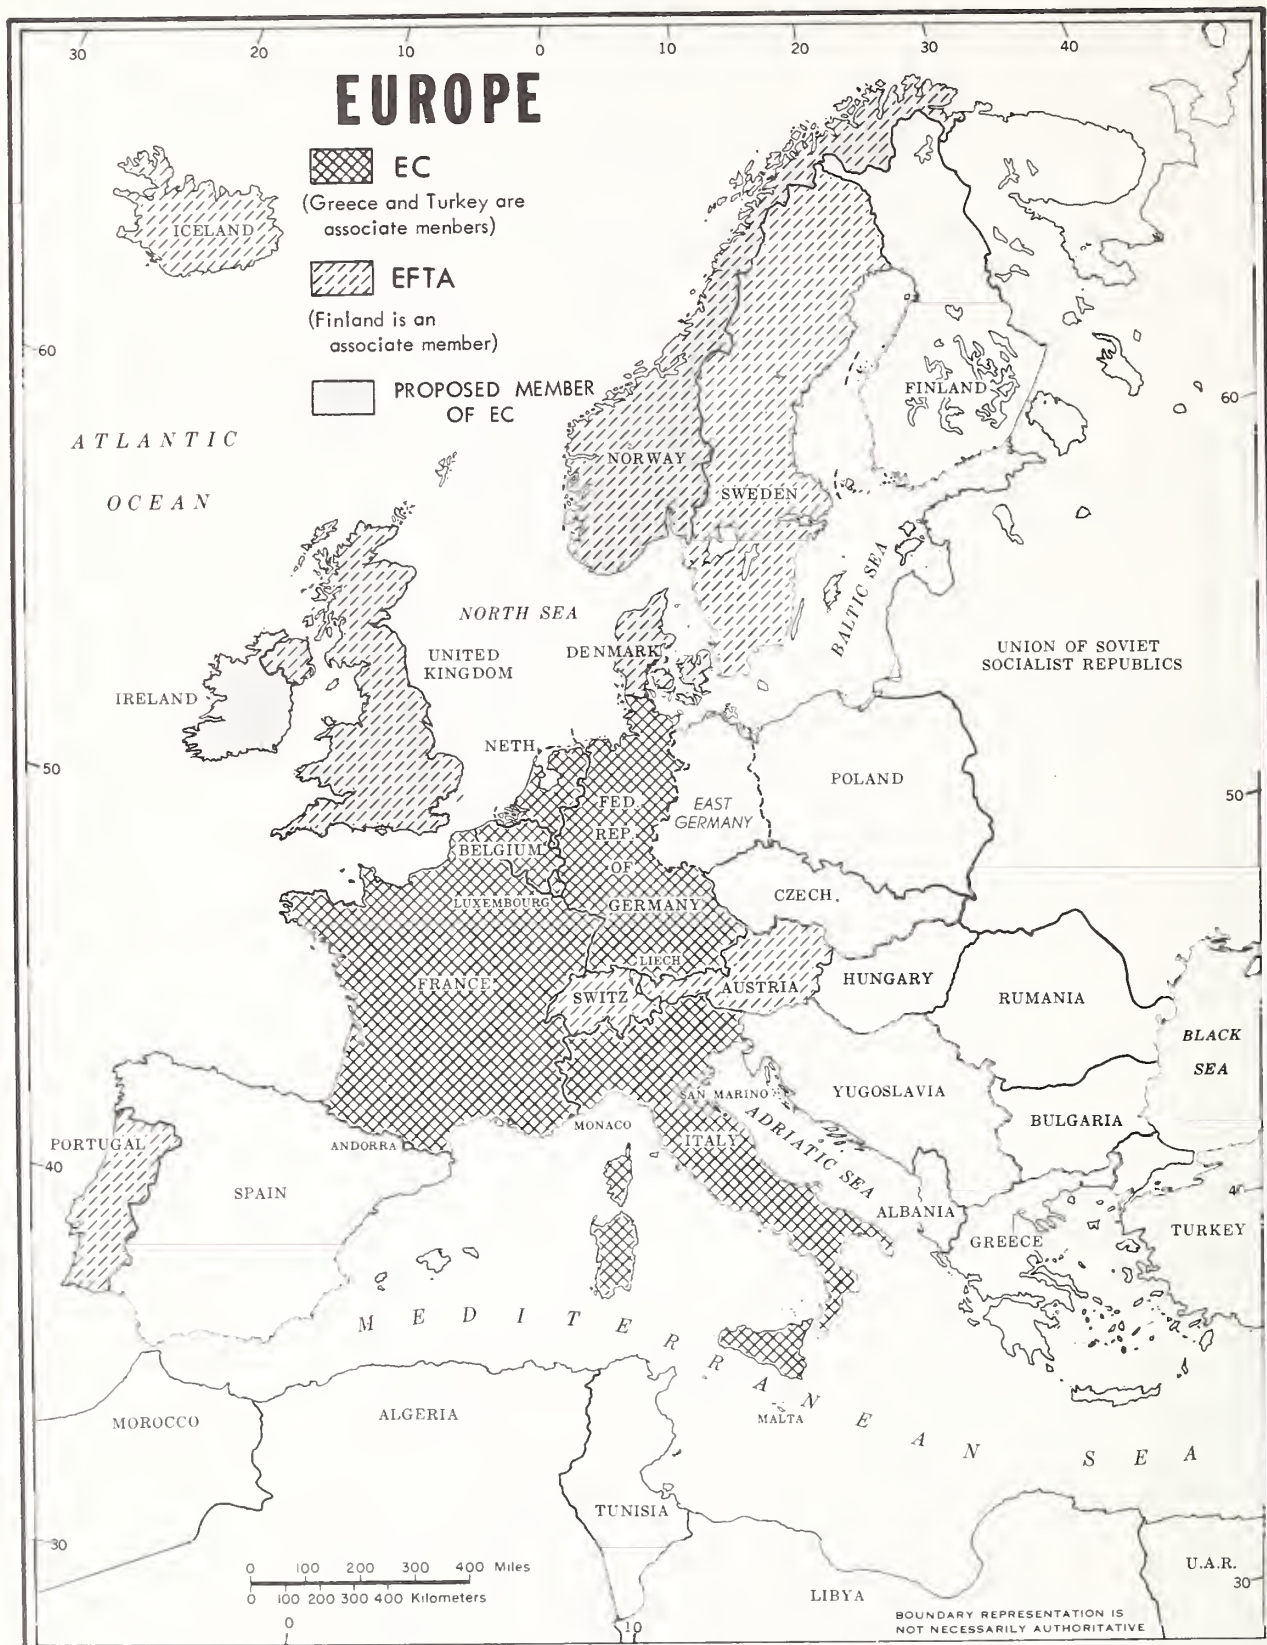 30 20 10 0 10 20 30 40
EUROPE
EC
(Greece and Turkey are
associate menbers)
EFTA
(Finland is an
associate member)
PROPOSED MEMBER
OF EC
ICELAND
60
60
ATLANTIC
OCEAN
FINLAND
NORWAY
SWEDEN
BALTIC SEA
NORTH SEA
UNITED
KINGDOM
DENMARK
UNION OF SOVIET
SOCIALIST REPUBLICS
IRELAND
NETH.
50
50
POLAND
EAST
GERMANY
FED.
REP.
OF
GERMANY
BELGIUM
LUXEMBOURG
CZECH.
LIECH
FRANCE
SWITZ
AUSTRIA
HUNGARY
RUMANIA
BLACK
SEA
YUGOSLAVIA
SAN MARINO
BULGARIA
MONACO
ITALY
ADRIATIC SEA
PORTUGAL
ANDORRA
40
40
SPAIN
ALBANIA
GREECE
TURKEY
MEDITERRANEAN SEA
MALTA
MOROCCO
ALGERIA
TUNISIA
30
30
U.A.R.
LIBYA
0 100 200 300 400 Miles
0 100 200 300 400 Kilometers
BOUNDARY REPRESENTATION IS
NOT NECESSARILY AUTHORITATIVE
0 10